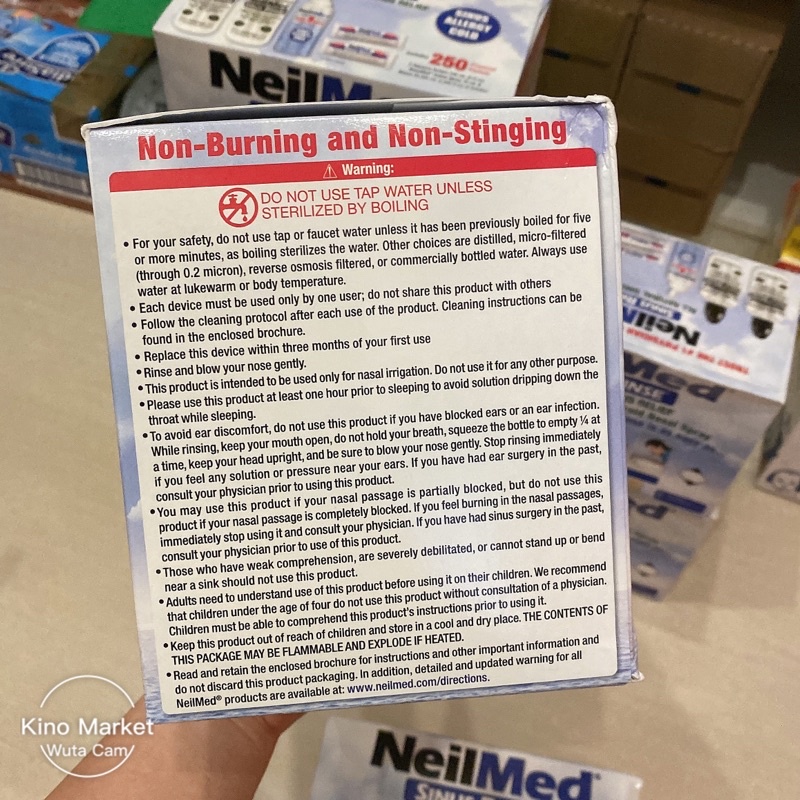 SINUS
ALLERGY
COLD
250
NeilM
Non-Burning and Non-Stinging
Warning:
DO NOT USE TAP WATER UNLESS
STERILIZED BY BOILING
• For your safety, do not use tap or faucet water unless it has been previously boiled for five
or more minutes, as boiling sterilizes the water. Other choices are distilled, micro-filtered
(through 0.2 micron), reverse osmosis filtered, or commercially bottled water. Always use
water at lukewarm or body temperature.
• Each device must be used only by one user; do not share this product with others
• Follow the cleaning protocol after each use of the product. Cleaning instructions can be
found in the enclosed brochure.
• Replace this device within three months of your first use
• Rinse and blow your nose gently.
• This product is intended to be used only for nasal irrigation. Do not use it for any other purpose.
• Please use this product at least one hour prior to sleeping to avoid solution dripping down the
throat while sleeping.
• To avoid ear discomfort, do not use this product if you have blocked ears or an ear infection.
While rinsing, keep your mouth open, do not hold your breath, squeeze the bottle to empty ¼ at
a time, keep your head upright, and be sure to blow your nose gently. Stop rinsing immediately
if you feel any solution or pressure near your ears. If you have had ear surgery in the past,
consult your physician prior to using this product.
• You may use this product if your nasal passage is partially blocked, but do not use this
product if your nasal passage is completely blocked. If you feel burning in the nasal passages,
immediately stop using it and consult your physician. If you have had sinus surgery in the past,
consult your physician prior to use of this product.
• Those who have weak comprehension, are severely debilitated, or cannot stand up or bend
near a sink should not use this product.
• Adults need to understand use of this product before using it on their children. We recommend
that children under the age of four do not use this product without consultation of a physician.
Children must be able to comprehend this product's instructions prior to using it.
• Keep this product out of reach of children and store in a cool and dry place. THE CONTENTS OF
THIS PACKAGE MAY BE FLAMMABLE AND EXPLODE IF HEATED.
• Read and retain the enclosed brochure for instructions and other important information and
do not discard this product packaging. In addition, detailed and updated warning for all
NeilMed® products are available at: www.neilmed.com/directions.
Kino Market
Wuta Cam
NeilMed
SINUS